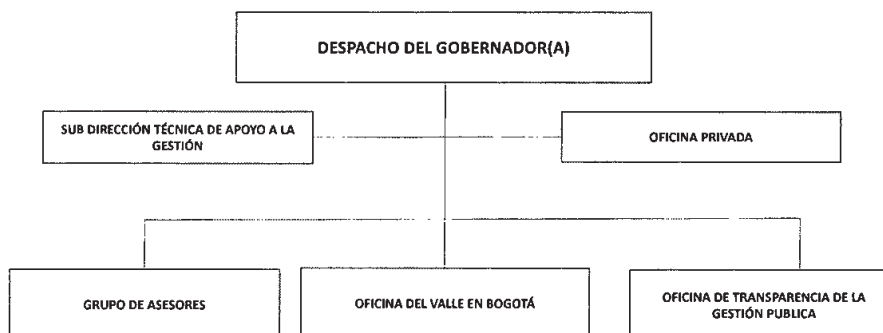 DESPACHO DEL GOBERNADOR(A)
SUB DIRECCIÓN TÉCNICA DE APOYO A LA
GESTIÓN
OFICINA PRIVADA
GRUPO DE ASESORES
OFICINA DEL VALLE EN BOGOTÁ
OFICINA DE TRANSPARENCIA DE LA
GESTIÓN PUBLICA